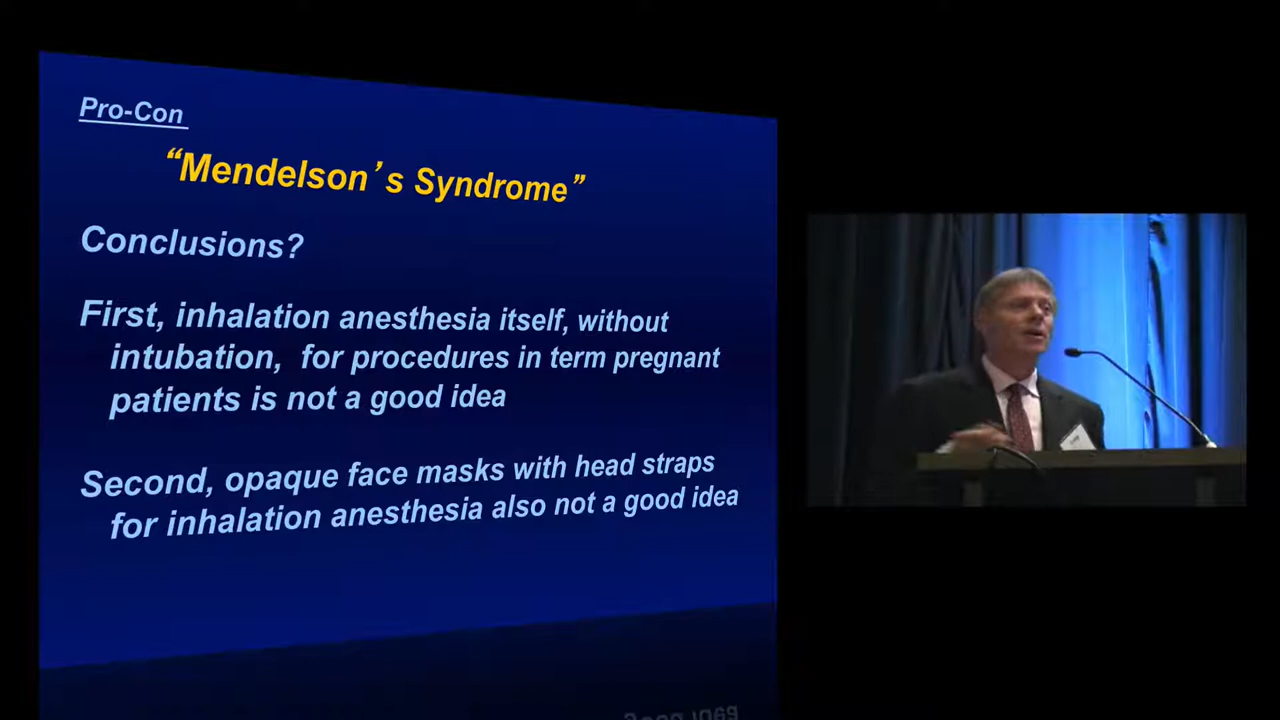 Pro-Con
“Mendelson’s Syndrome”
Conclusions?
First, inhalation anesthesia itself, without
intubation, for procedures in term pregnant
patients is not a good idea
Second, opaque face masks with head straps
for inhalation anesthesia also not a good idea